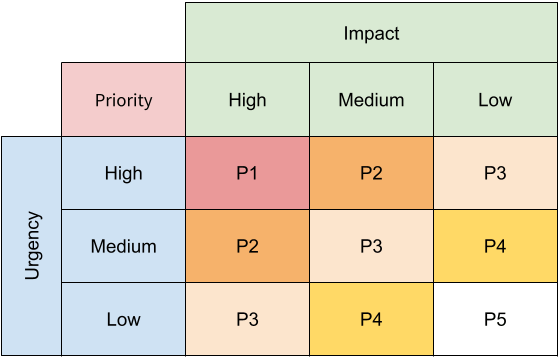 Impact
Priority High Medium Low
Urgency
High P1 P2 P3
Medium P2 P3 P4
Low P3 P4 P5